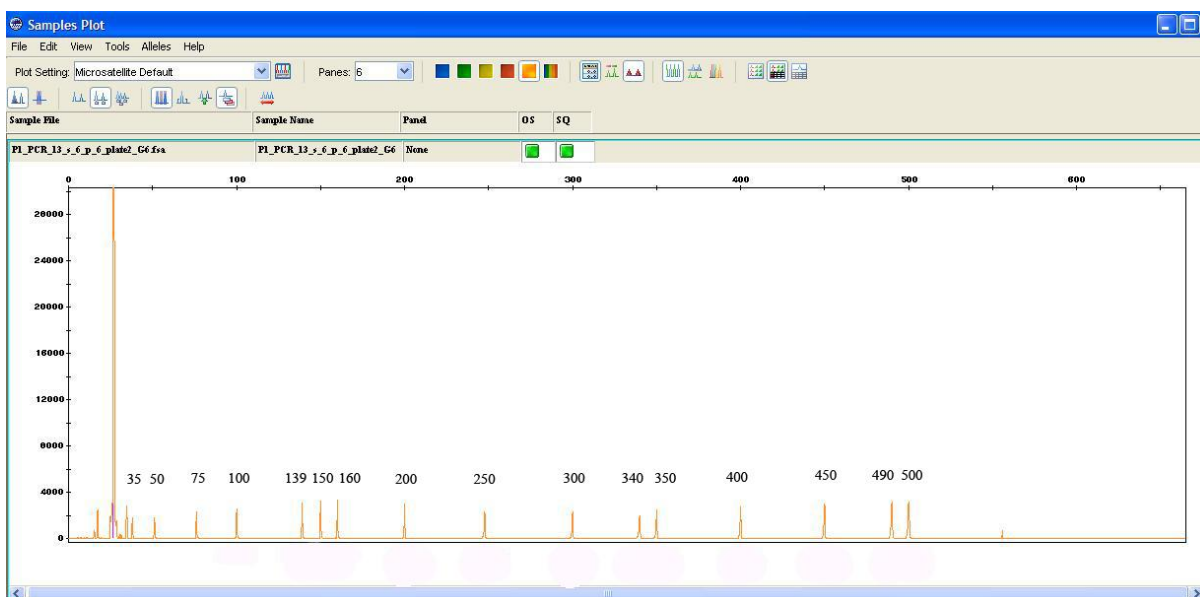 Samples Plot
File Edit View Tools Alleles Help
Plot Setting: Microsatellite Default Panes: 6
Sample File Sample Name Panel OS SQ
P1_PCR_13_s_6_p_6_plate2_G6.fsa P1_PCR_13_s_6_p_6_plate2_G6 None
0 100 200 300 400 500 600
28000
24000
20000
16000
12000
8000
35 50 75 100 139 150 160 200 250 300 340 350 400 450 490 500
4000
0